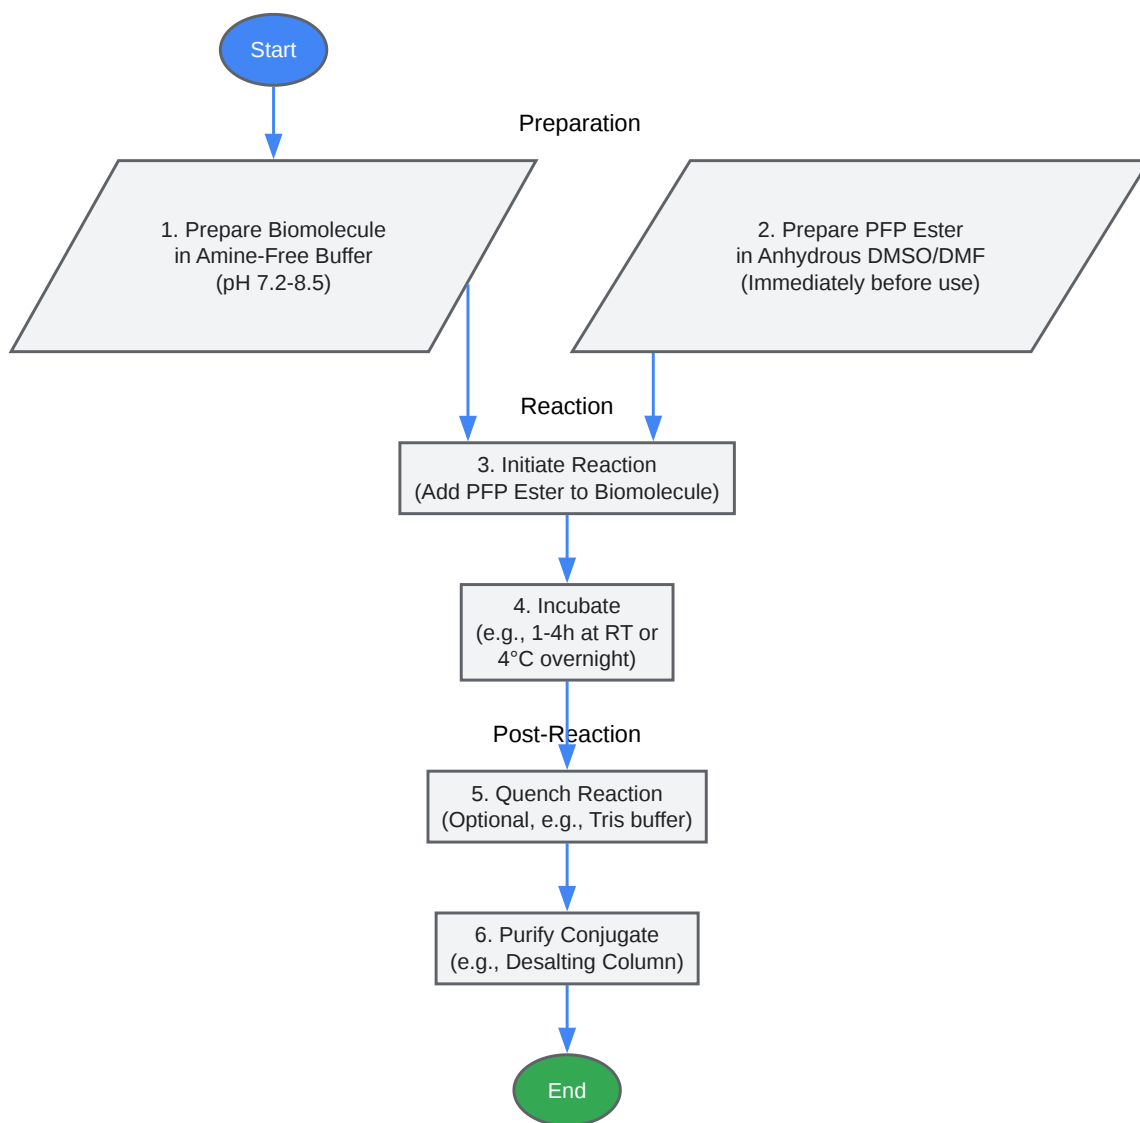 Start
Preparation
1. Prepare Biomolecule
in Amine-Free Buffer
(pH 7.2-8.5)
2. Prepare PFP Ester
in Anhydrous DMSO/DMF
(Immediately before use)
Reaction
3. Initiate Reaction
(Add PFP Ester to Biomolecule)
4. Incubate
(e.g., 1-4h at RT or
4°C overnight)
Post-Reaction
5. Quench Reaction
(Optional, e.g., Tris buffer)
6. Purify Conjugate
(e.g., Desalting Column)
End